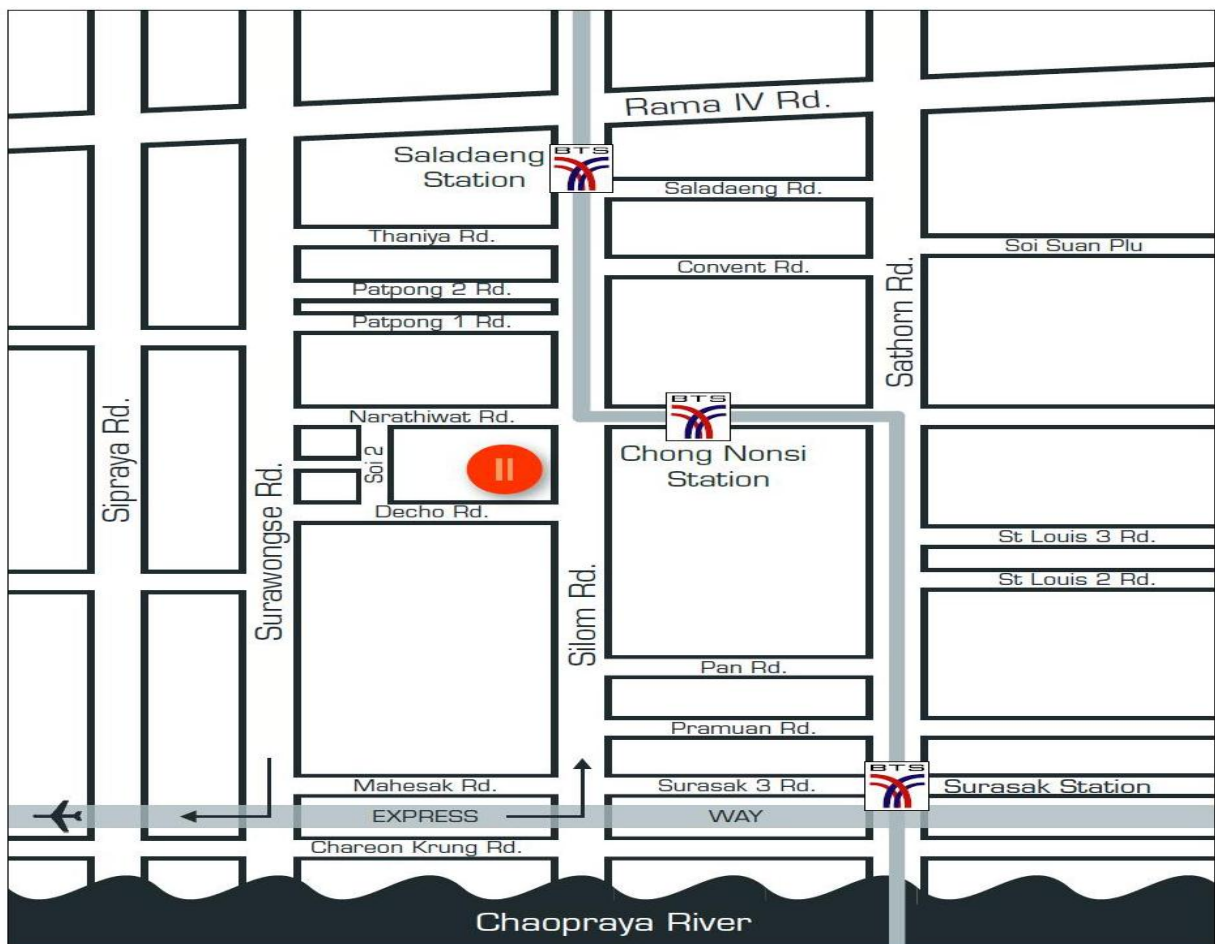 Rama IV Rd.
BTS
Saladaeng
Station
Saladaeng Rd.
Thaniya Rd.
Soi Suan Plu
Convent Rd.
Patpong 2 Rd.
Patpong 1 Rd.
Sathorn Rd.
BTS
Narathiwat Rd.
Chong Nonsi
Station
Soi 2
II
Sipraya Rd.
Surawongse Rd.
Decho Rd.
St Louis 3 Rd.
St Louis 2 Rd.
Silom Rd.
Pan Rd.
Pramuan Rd.
BTS
Mahesak Rd.
Surasak 3 Rd.
Surasak Station
EXPRESS
WAY
Chareon Krung Rd.
Chaopraya River